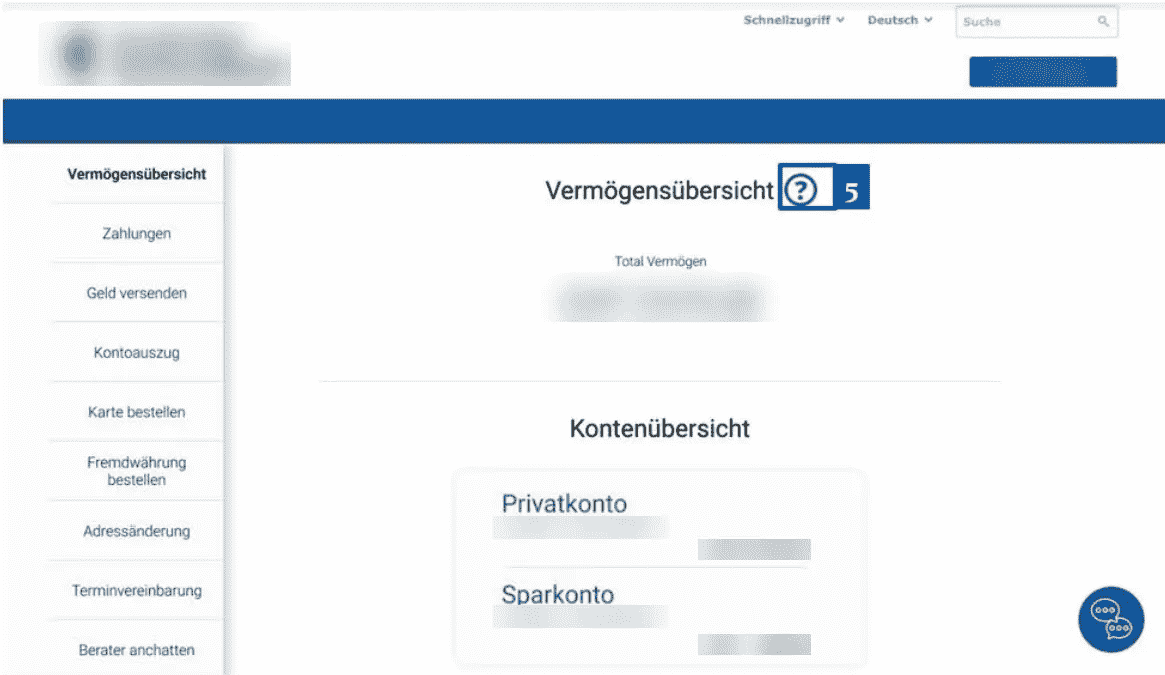 Schnellzugriff
Deutsch
Suche
Vermögensübersicht
Zahlungen
Geld versenden
Kontoauszug
Karte bestellen
Fremdwährung
bestellen
Adressänderung
Terminvereinbarung
Berater anchatten
Vermögensübersicht ? 5
Total Vermögen
Kontenübersicht
Privatkonto
Sparkonto